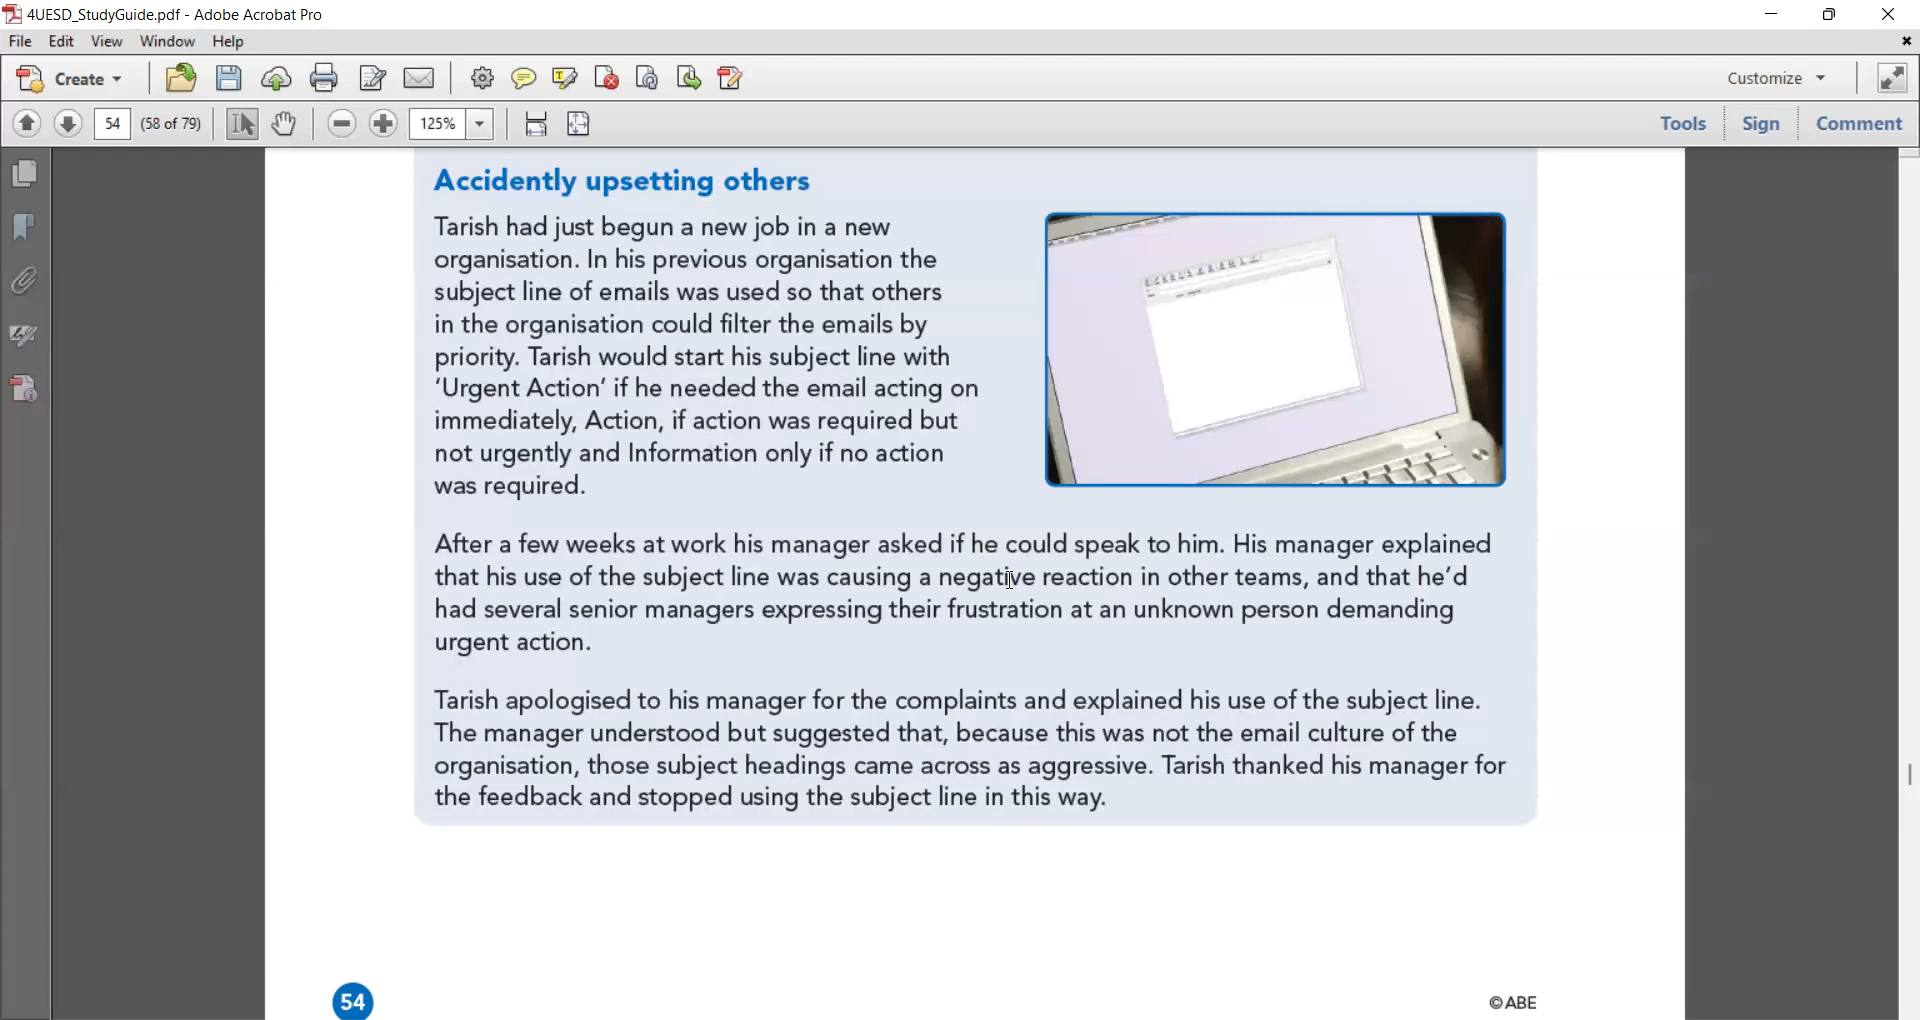 4UESD_StudyGuide.pdf - Adobe Acrobat Pro
File Edit View Window Help
Create
Customize
54 (58 of 79) 125% Tools Sign Comment
Accidently upsetting others
Tarish had just begun a new job in a new
organisation. In his previous organisation the
subject line of emails was used so that others
in the organisation could filter the emails by
priority. Tarish would start his subject line with
‘Urgent Action’ if he needed the email acting on
immediately, Action, if action was required but
not urgently and Information only if no action
was required.
After a few weeks at work his manager asked if he could speak to him. His manager explained
that his use of the subject line was causing a negative reaction in other teams, and that he’d
had several senior managers expressing their frustration at an unknown person demanding
urgent action.
Tarish apologised to his manager for the complaints and explained his use of the subject line.
The manager understood but suggested that, because this was not the email culture of the
organisation, those subject headings came across as aggressive. Tarish thanked his manager for
the feedback and stopped using the subject line in this way.
54
©ABE